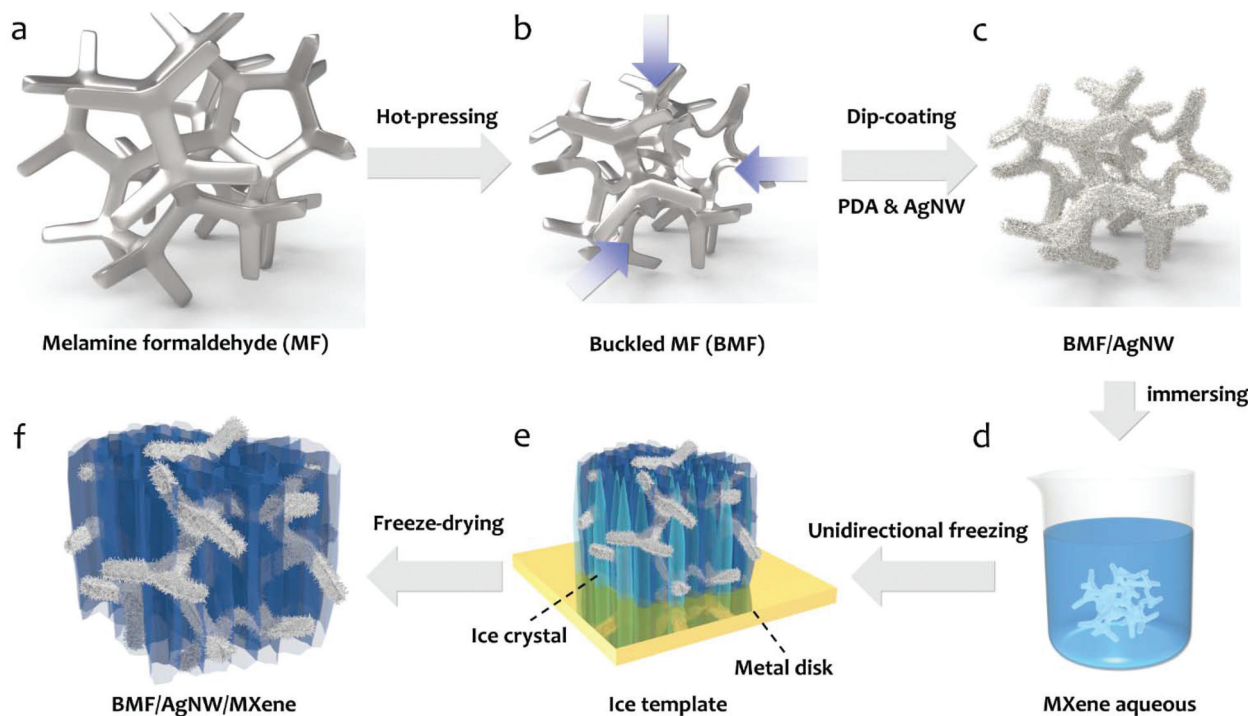 a
b
c
Hot-pressing
Dip-coating
PDA & AgNW
Melamine formaldehyde (MF)
Buckled MF (BMF)
BMF/AgNW
immersing
f
e
d
Freeze-drying
Unidirectional freezing
Ice crystal
Metal disk
BMF/AgNW/MXene
Ice template
MXene aqueous